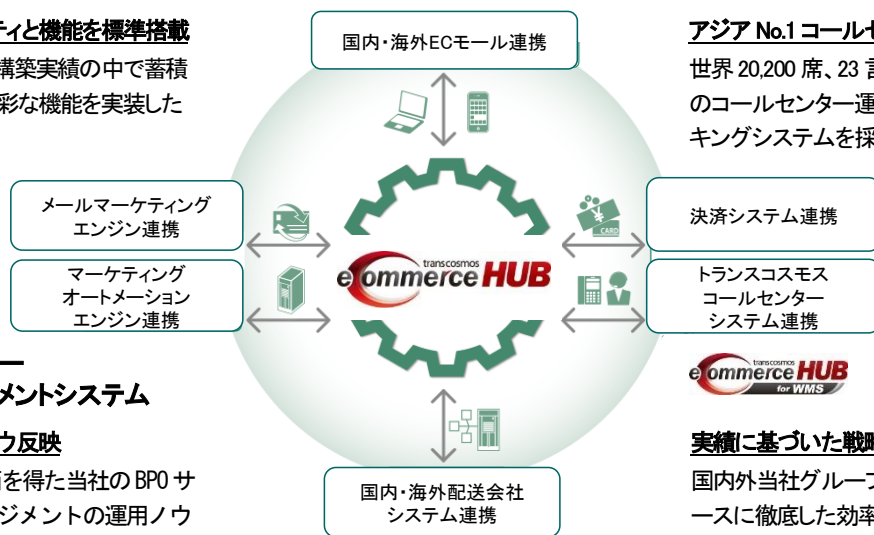 ティと機能を標準搭載
構築実績の中で蓄積
彩な機能を実装した
国内・海外ECモール連携
アジア No.1 コールセ
世界 20,200 席、23 言
のコールセンター運
キングシステムを採
メールマーケティング
エンジン連携
マーケティング
オートメーション
エンジン連携
transcosmos
eCommerce HUB
CARD
決済システム連携
トランスコスモス
コールセンター
システム連携
transcosmos
eCommerce HUB
for WMS
メントシステム
ウ反映
を得た当社の BPO サ
ジメントの運用ノウ
国内・海外配送会社
システム連携
実績に基づいた戦
国内外当社グループ
ースに徹底した効率